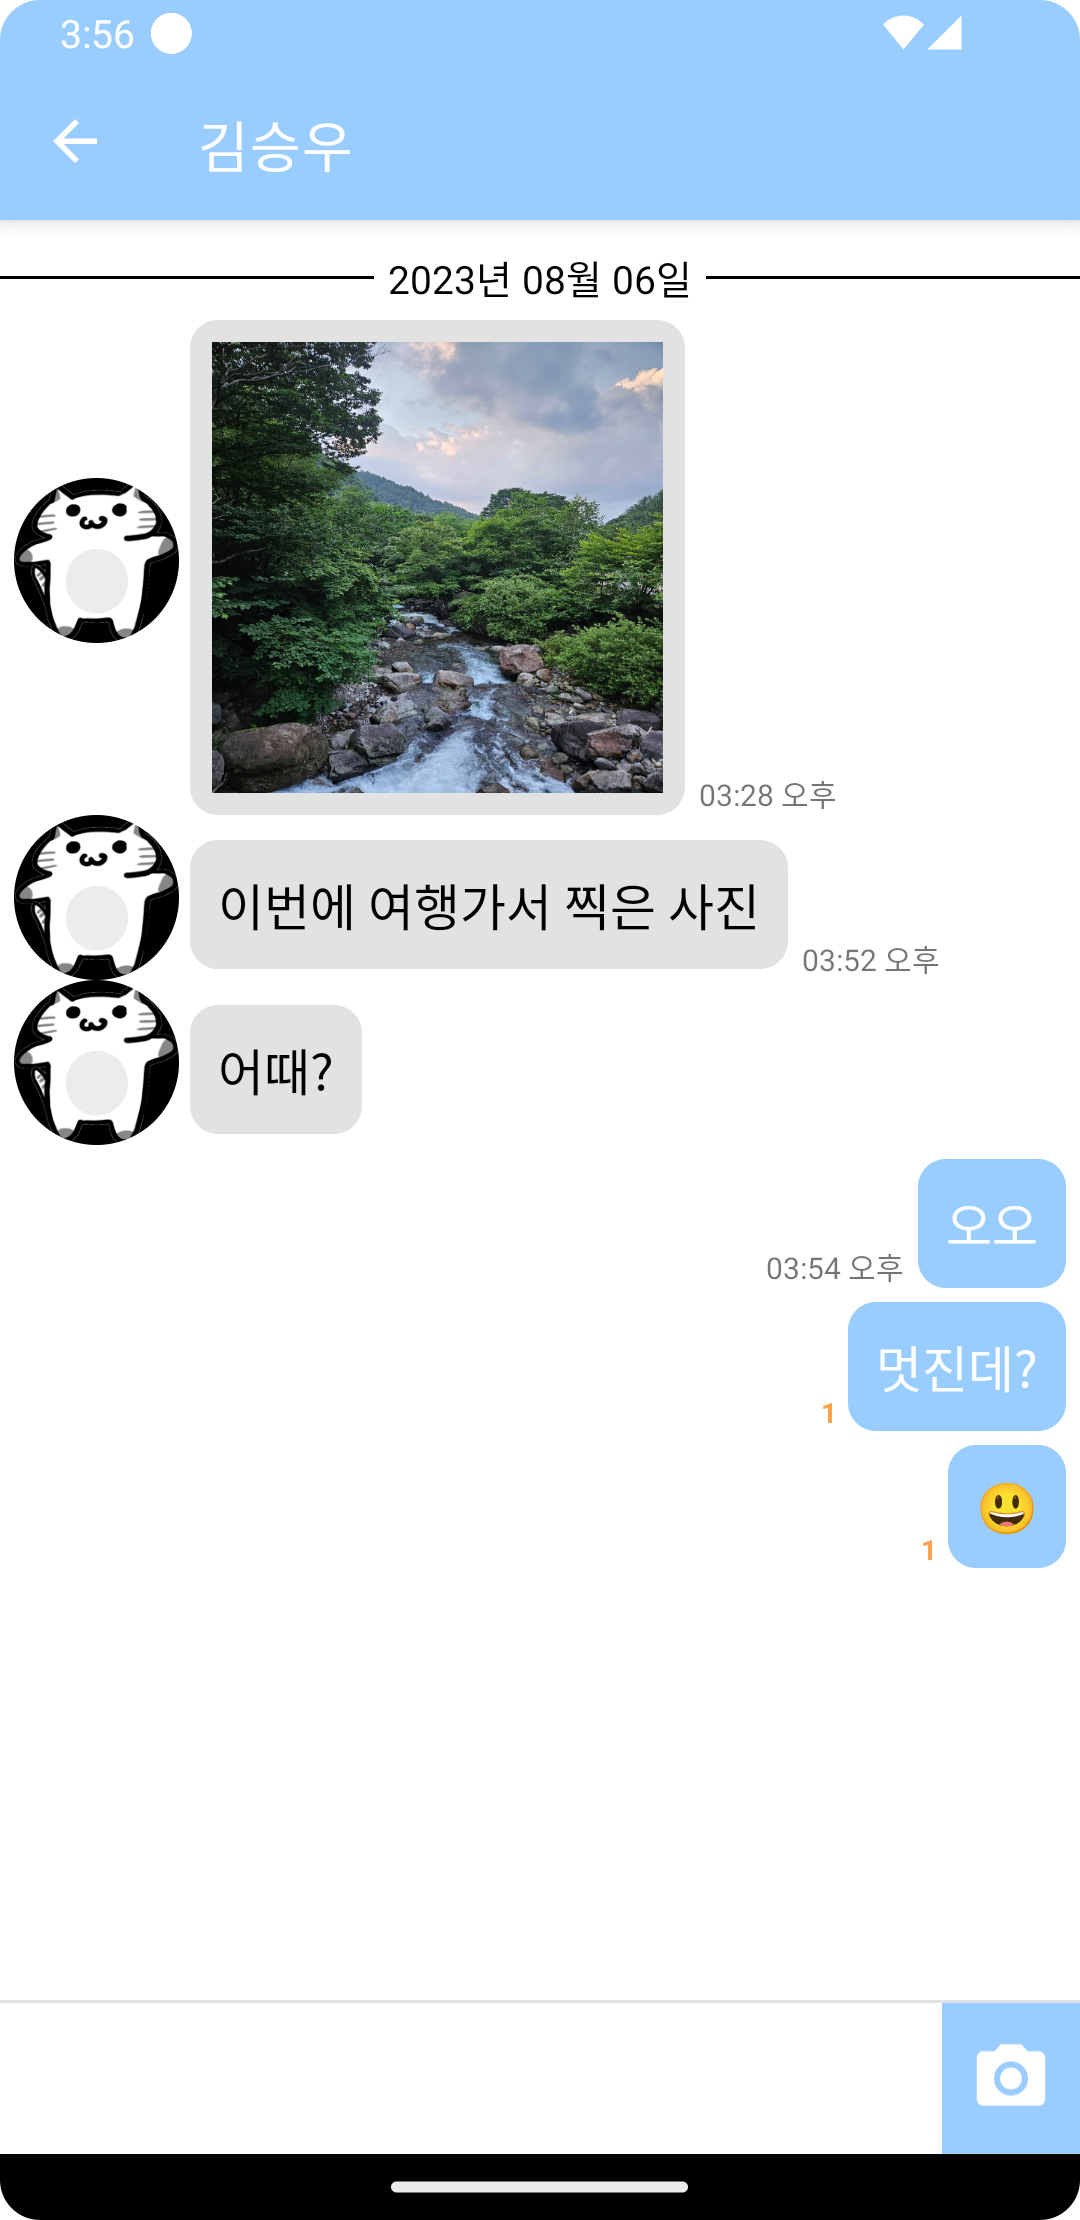 3:56
김승우
2023년 08월 06일
03:28 오후
이번에 여행가서 찍은 사진
03:52 오후
어때?
오오
03:54 오후
멋진데?
1
😃
1